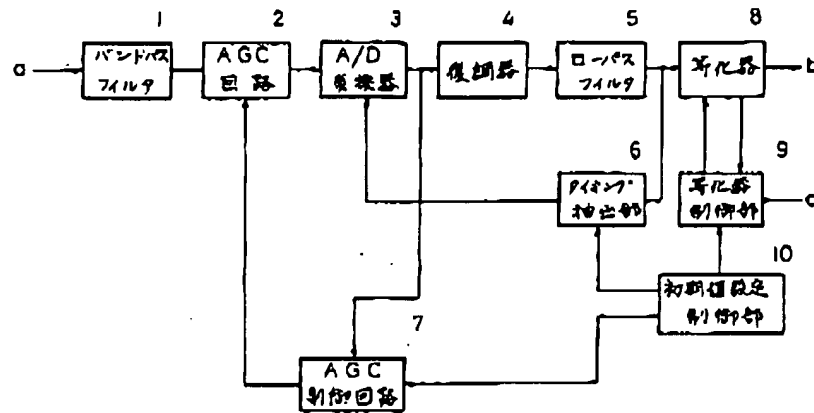 1
2
3
4
5
8
a
バンドパス
フィルタ
AGC
回路
A/D
変換器
復調器
ローパス
フィルタ
等化器
b
6
9
タイミング
抽出部
等化器
制御部
c
10
初期値設定
制御部
7
AGC
制御回路